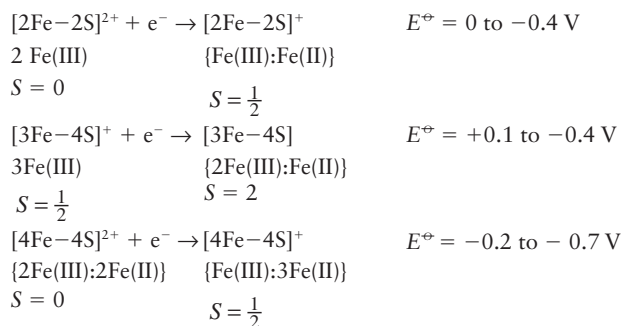 [2Fe−2S]²⁺ + e⁻ → [2Fe−2S]⁺ E⦵ = 0 to −0.4 V
2 Fe(III) {Fe(III):Fe(II)}
S = 0 S = 1/2
[3Fe−4S]⁺ + e⁻ → [3Fe−4S] E⦵ = +0.1 to −0.4 V
3Fe(III) {2Fe(III):Fe(II)}
S = 1/2 S = 2
[4Fe−4S]²⁺ + e⁻ → [4Fe−4S]⁺ E⦵ = −0.2 to − 0.7 V
{2Fe(III):2Fe(II)} {Fe(III):3Fe(II)}
S = 0 S = 1/2